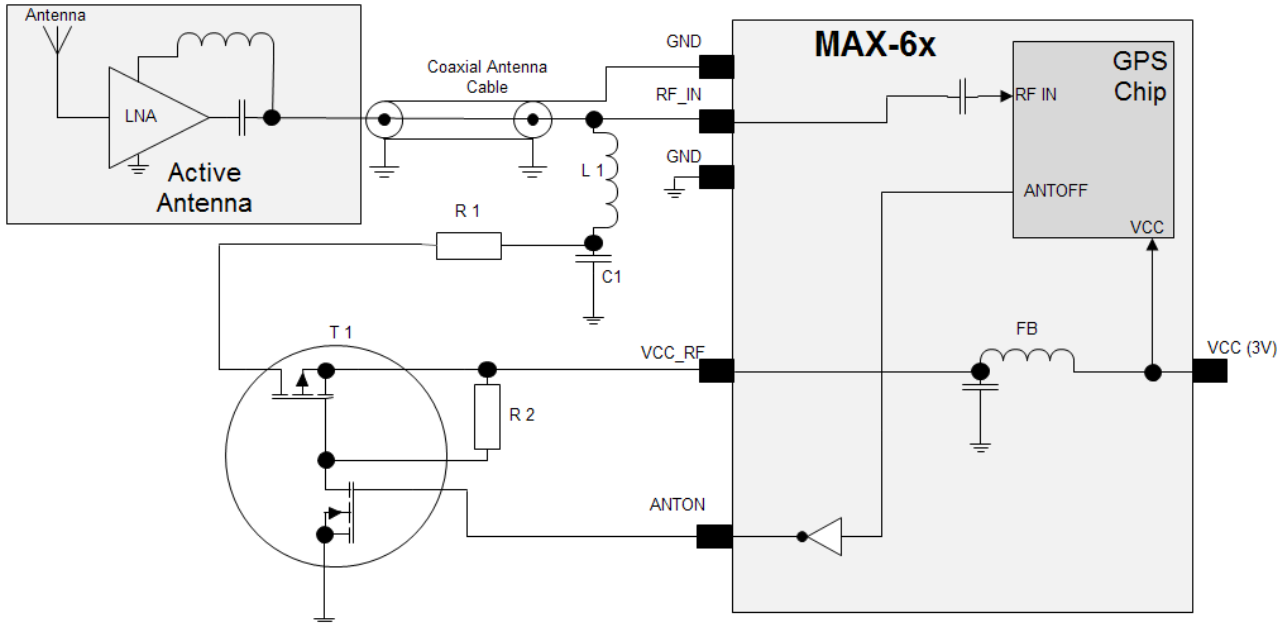 Antenna
LNA
Active
Antenna
Coaxial Antenna
Cable
GND
RF_IN
GND
L 1
R 1
C1
T 1
R 2
VCC_RF
ANTON
MAX-6x
GPS
Chip
RF IN
ANTOFF
VCC
FB
VCC (3V)